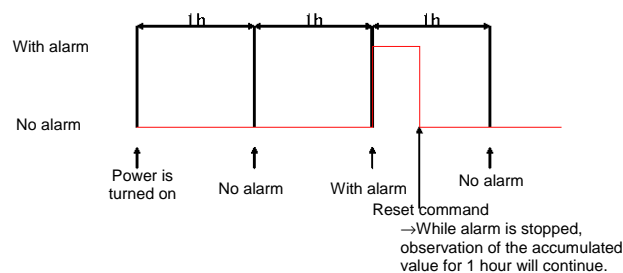 1h 1h 1h
With alarm
No alarm
Power is
turned on
No alarm
With alarm
No alarm
Reset command
→While alarm is stopped,
observation of the accumulated
value for 1 hour will continue.